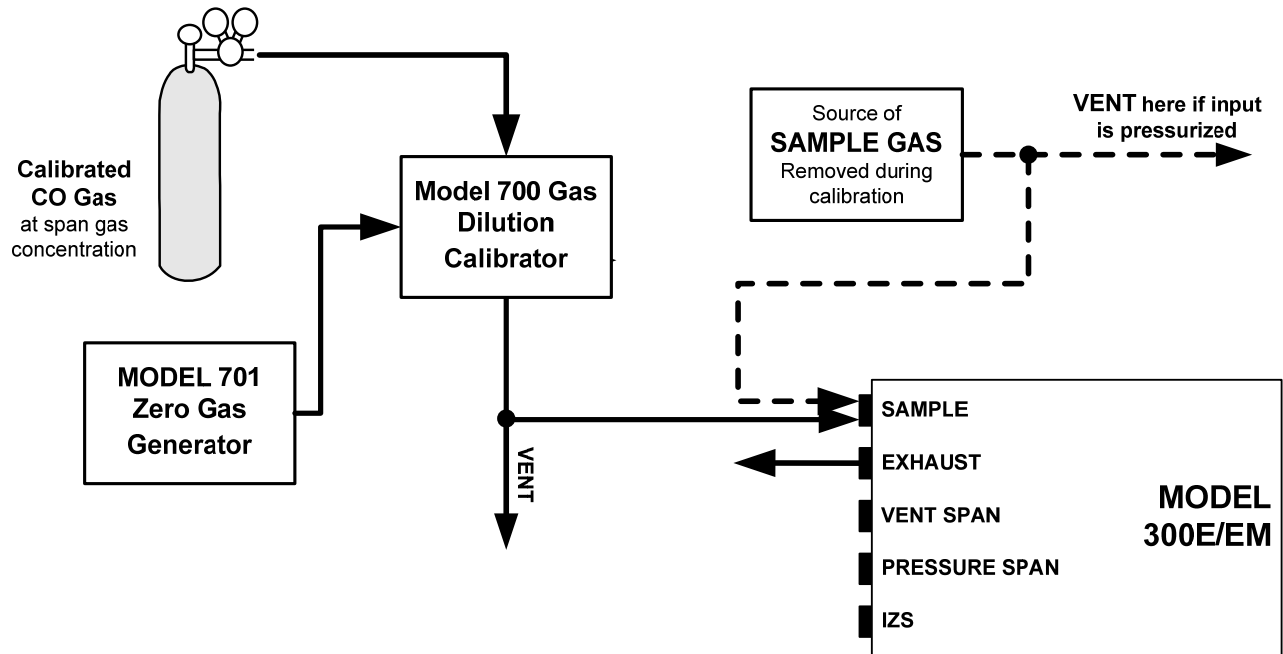 Calibrated
CO Gas
at span gas
concentration
Model 700 Gas
Dilution
Calibrator
MODEL 701
Zero Gas
Generator
VENT
Source of
SAMPLE GAS
Removed during
calibration
VENT here if input
is pressurized
SAMPLE
EXHAUST
VENT SPAN
PRESSURE SPAN
IZS
MODEL
300E/EM